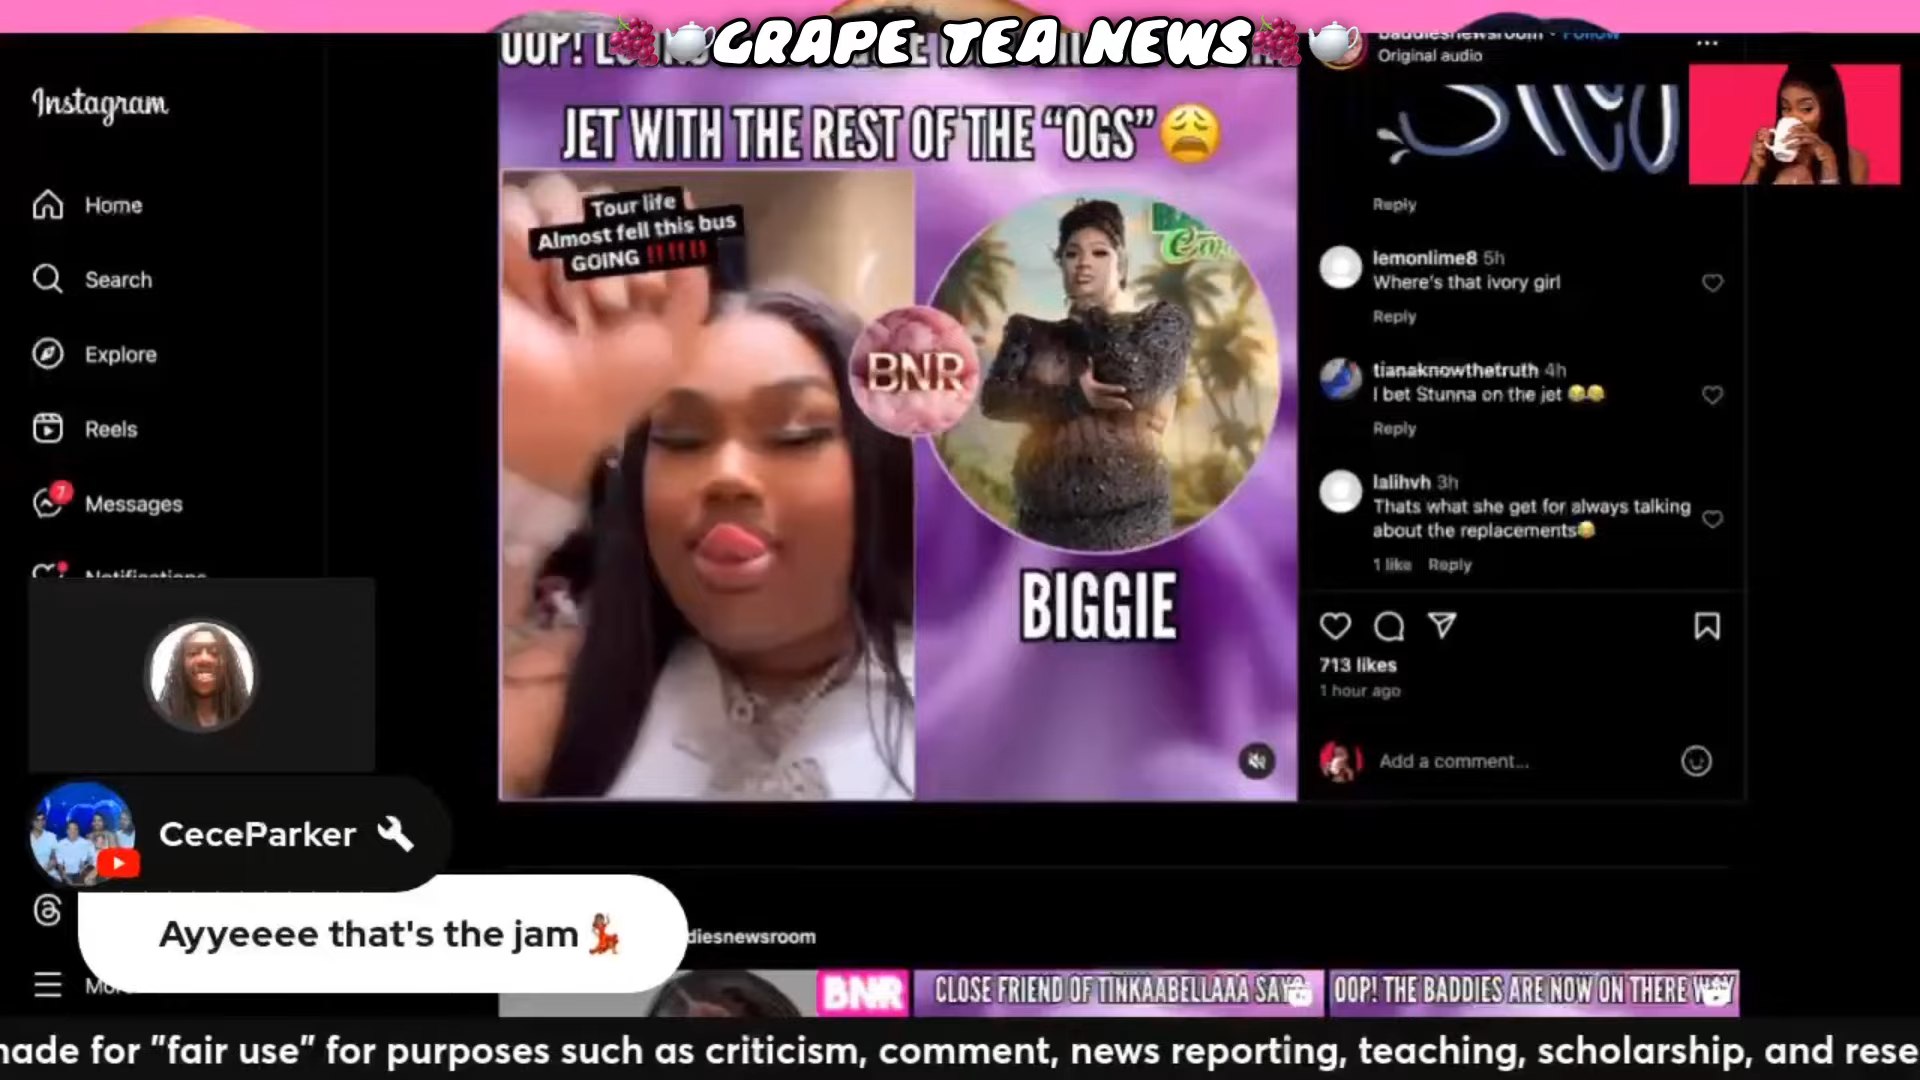 GRAPE TEA NEWS
OOP!
baddiesnewsroom · Follow
Original audio
Instagram
JET WITH THE REST OF THE “OGS”😩
Home
Search
Explore
Reels
7
Messages
Notifications
Tour life
Almost fell this bus
GOING !!!!!!
BNR
BIGGIE
Reply
lemonlime8 5h
Where's that ivory girl
Reply
tianaknowthetruth 4h
I bet Stunna on the jet 😂😂
Reply
lalihvh 3h
Thats what she get for always talking
about the replacements😂
1 like Reply
713 likes
1 hour ago
Add a comment...
CeceParker
Ayyeeee that's the jam💃
diesnewsroom
BNR
CLOSE FRIEND OF TINKAABELLAAA SAYS
OOP! THE BADDIES ARE NOW ON THERE WAY
made for "fair use" for purposes such as criticism, comment, news reporting, teaching, scholarship, and rese